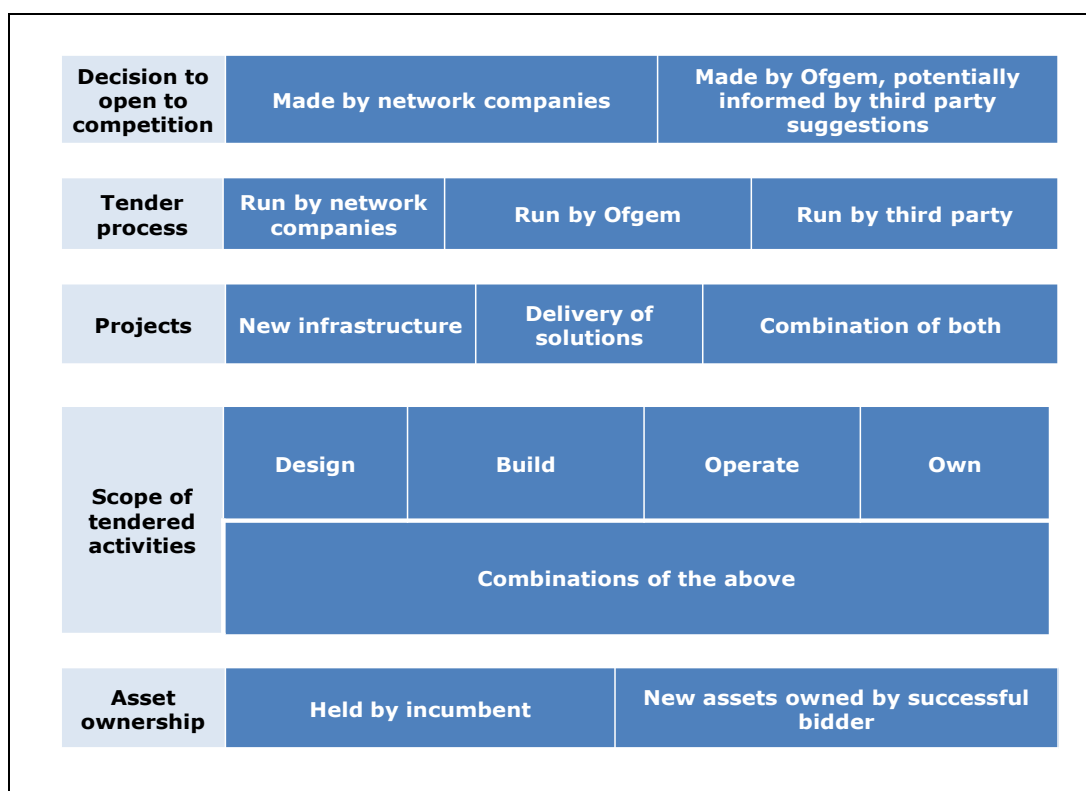 Decision to
open to
competition
Made by network companies
Made by Ofgem, potentially
informed by third party
suggestions
Tender
process
Run by network
companies
Run by Ofgem
Run by third party
Projects
New infrastructure
Delivery of
solutions
Combination of both
Scope of
tendered
activities
Design
Build
Operate
Own
Combinations of the above
Asset
ownership
Held by incumbent
New assets owned by successful
bidder